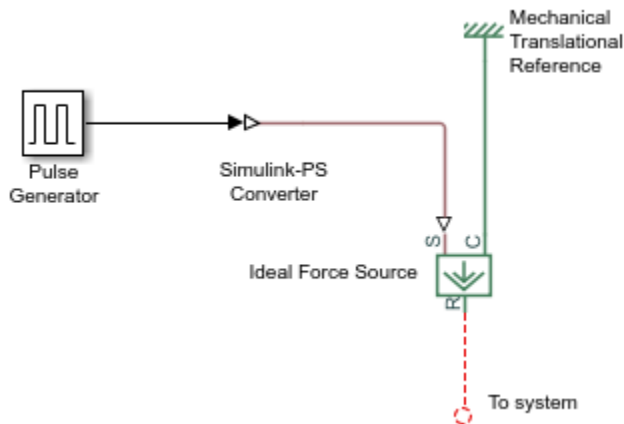 Mechanical
Translational
Reference
Pulse
Generator
Simulink-PS
Converter
S
C
Ideal Force Source
R
To system